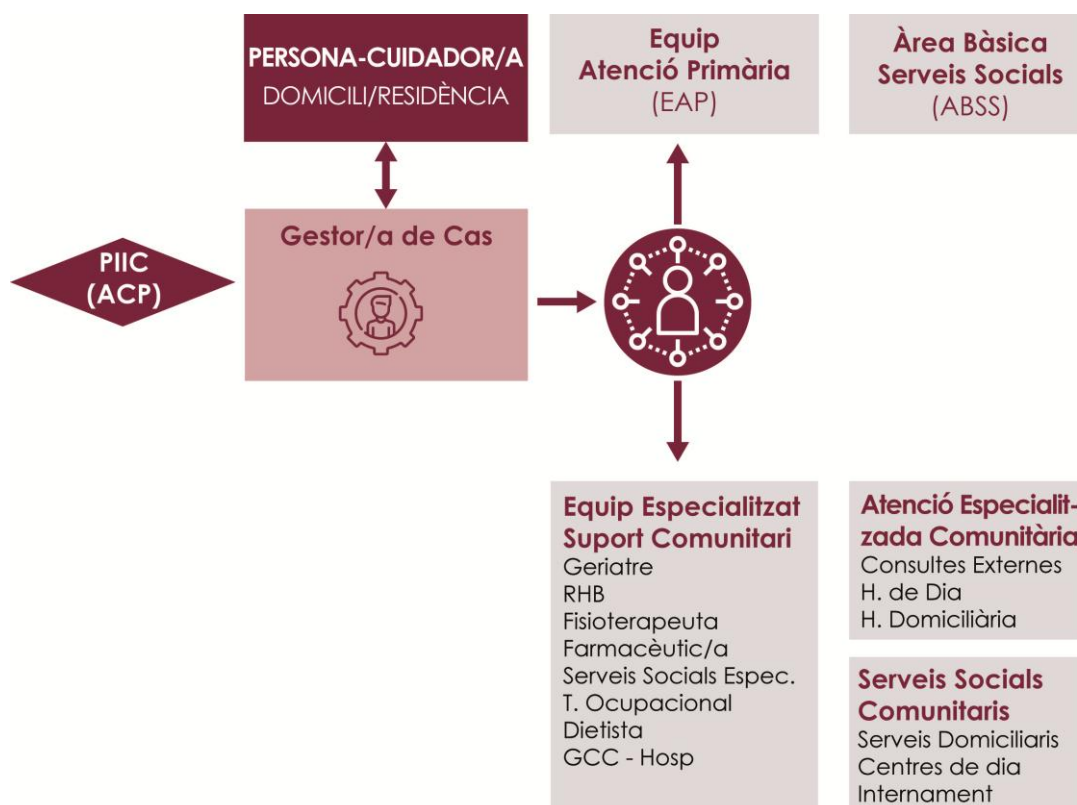 PERSONA-CUIDADOR/A
DOMICILI/RESIDÈNCIA
Equip
Atenció Primària
(EAP)
Àrea Bàsica
Serveis Socials
(ABSS)
Gestor/a de Cas
PIIC
(ACP)
Equip Especialitzat
Suport Comunitari
Geriatre
RHB
Fisioterapeuta
Farmacèutic/a
Serveis Socials Espec.
T. Ocupacional
Dietista
GCC - Hosp
Atenció Especialit-
zada Comunitària
Consultes Externes
H. de Dia
H. Domiciliària
Serveis Socials
Comunitaris
Serveis Domiciliaris
Centres de dia
Internament